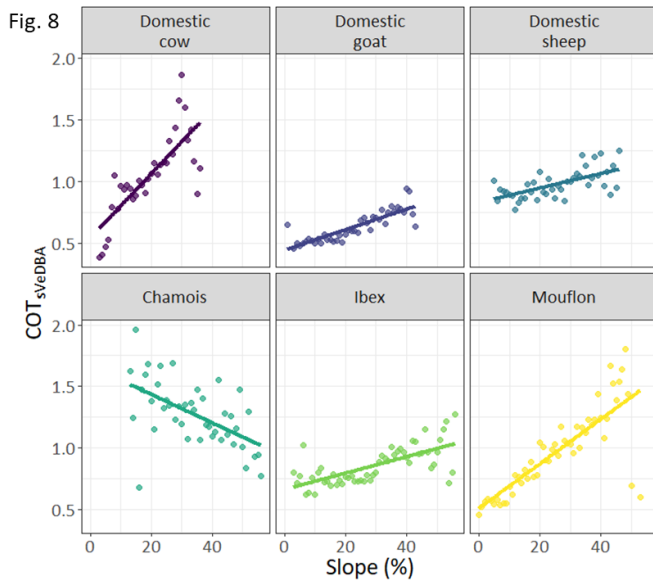 Fig. 8
Domestic
cow
Domestic
goat
Domestic
sheep
2.0
1.5
1.0
0.5
Chamois
Ibex
Mouflon
2.0
1.5
1.0
0.5
COTsVeDBA
0 20 40
0 20 40
0 20 40
Slope (%)